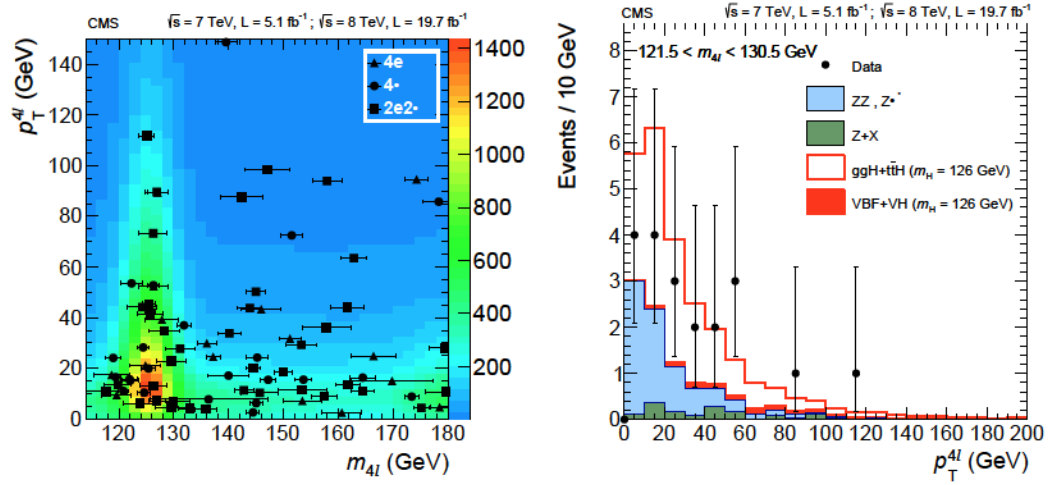 CMS √s = 7 TeV, L = 5.1 fb⁻¹; √s = 8 TeV, L = 19.7 fb⁻¹
p_T^{4l} (GeV)
140
120
100
80
60
40
20
0
4e
4•
2e2•
1400
1200
1000
800
600
400
200
120 130 140 150 160 170 180
m_{4l} (GeV)
CMS √s = 7 TeV, L = 5.1 fb⁻¹; √s = 8 TeV, L = 19.7 fb⁻¹
Events / 10 GeV
121.5 < m_{4l} < 130.5 GeV
Data
ZZ , Z•*
Z+X
ggH+tt̄H (m_H = 126 GeV)
VBF+VH (m_H = 126 GeV)
8
7
6
5
4
3
2
1
0
0 20 40 60 80 100 120 140 160 180 200
p_T^{4l} (GeV)